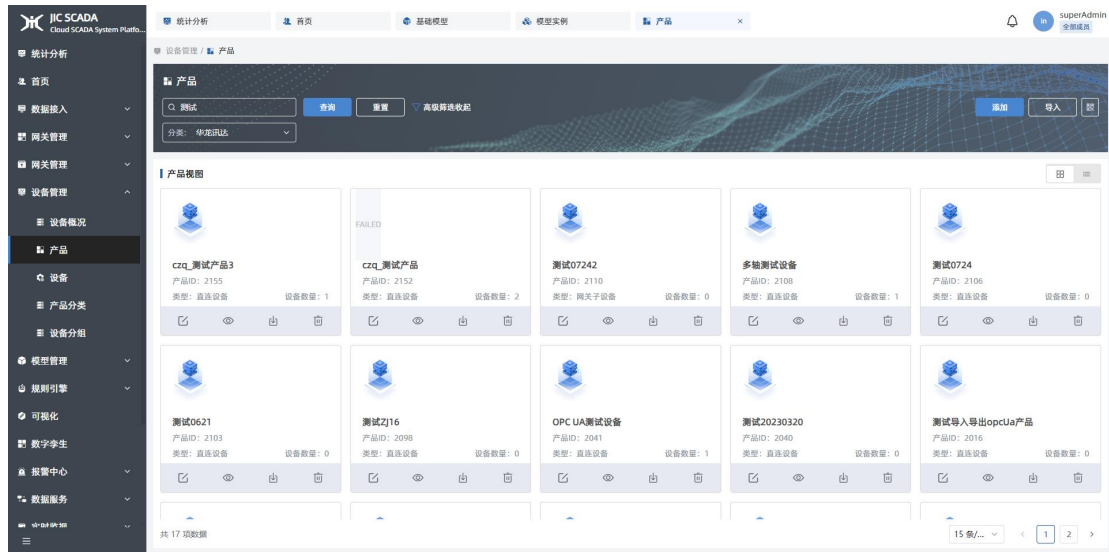 JIC SCADA
Cloud SCADA System Platfo...
统计分析
首页
基础模型
模型实例
产品
×
in
superAdmin
全部成员
统计分析
首页
数据接入
网关管理
网关管理
设备管理
设备概况
产品
设备
产品分类
设备分组
模型管理
规则引擎
可视化
数字孪生
报警中心
数据服务
实时监视
设备管理 / 产品
产品
测试
查询
重置
高级筛选收起
添加
导入
分类: 华龙讯达
产品视图
czq_测试产品3
产品ID: 2155
类型: 直连设备
设备数量: 1
FAILED
czq_测试产品
产品ID: 2152
类型: 直连设备
设备数量: 2
测试07242
产品ID: 2110
类型: 网关子设备
设备数量: 0
多轴测试设备
产品ID: 2108
类型: 直连设备
设备数量: 1
测试0724
产品ID: 2106
类型: 直连设备
设备数量: 0
测试0621
产品ID: 2103
类型: 直连设备
设备数量: 0
测试ZJ16
产品ID: 2098
类型: 直连设备
设备数量: 0
OPC UA测试设备
产品ID: 2041
类型: 直连设备
设备数量: 1
测试20230320
产品ID: 2040
类型: 直连设备
设备数量: 0
测试导入导出opcUa产品
产品ID: 2016
类型: 直连设备
设备数量: 0
共 17 项数据
15 条/...
1
2